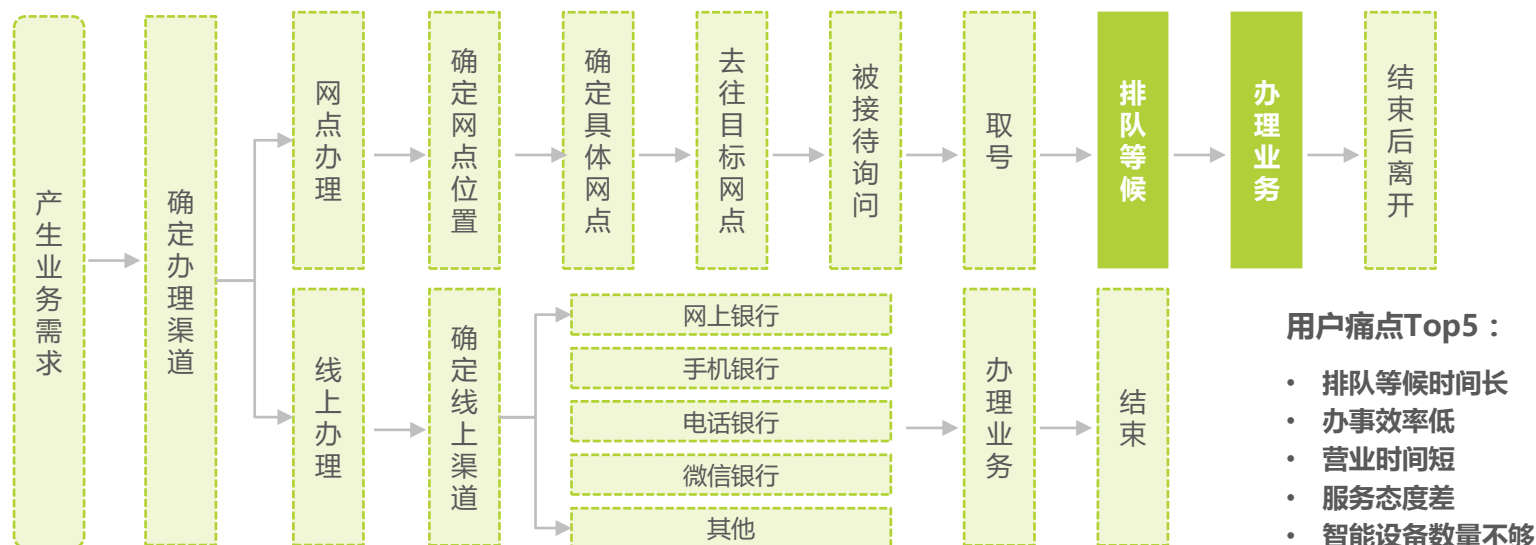 产生业务需求
确定办理渠道
网点办理
确定网点位置
确定具体网点
去往目标网点
被接待询问
取号
排队等候
办理业务
结束后离开
线上办理
确定线上渠道
网上银行
手机银行
电话银行
微信银行
其他
办理业务
结束
用户痛点Top5：
• 排队等候时间长
• 办事效率低
• 营业时间短
• 服务态度差
• 智能设备数量不够